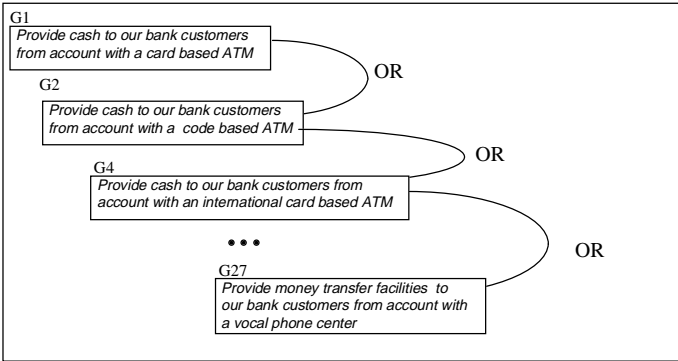 G1
Provide cash to our bank customers
from account with a card based ATM
OR
G2
Provide cash to our bank customers
from account with a code based ATM
OR
G4
Provide cash to our bank customers from
account with an international card based ATM
•••
OR
G27
Provide money transfer facilities to
our bank customers from account with
a vocal phone center